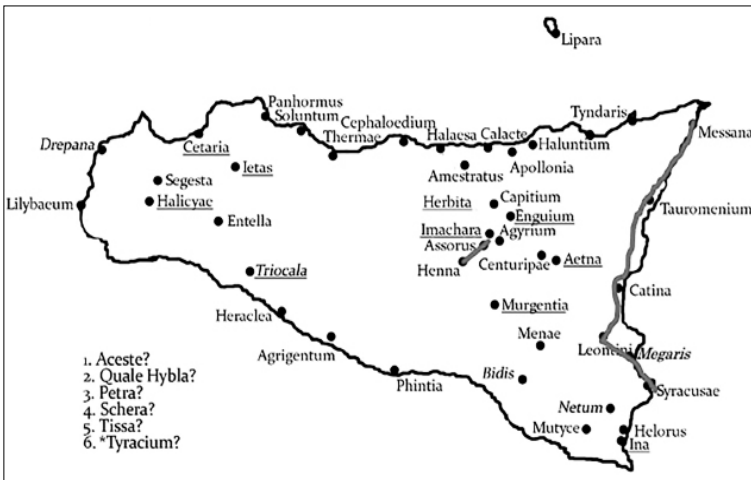 Lipara
Panhormus
Soluntum
Cephaloedium
Thermae
Tyndaris
Messana
Drepana
Cetaria
Halaesa
Calacte
Haluntium
Ietas
Amestratus
Apollonia
Segesta
Lilybaeum
Halicyae
Herbita
Capitium
Tauromenium
Entella
Enguium
Imachara
Agyrium
Assorus
Henna
Centuripae
Aetna
Triocala
Catina
Murgentia
Heraclea
Agrigentum
Menae
Leontini
Megaris
Phintia
Bidis
Syracusae
Netum
Mutyce
Helorus
Ina
1. Aceste?
2. Quale Hybla?
3. Petra?
4. Schera?
5. Tissa?
6. *Tyracium?